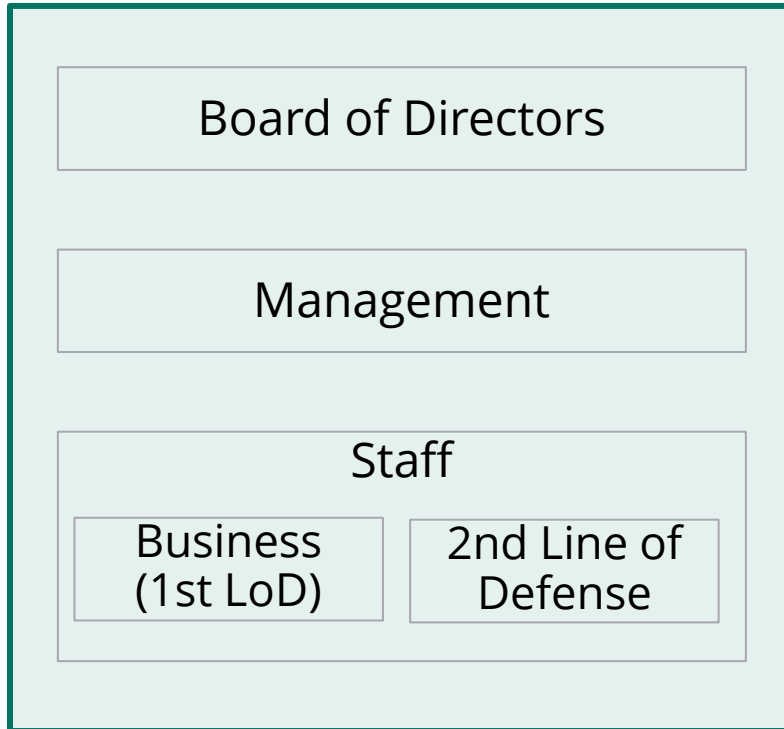 Board of Directors
Management
Staff
Business
(1st LoD)
2nd Line of
Defense